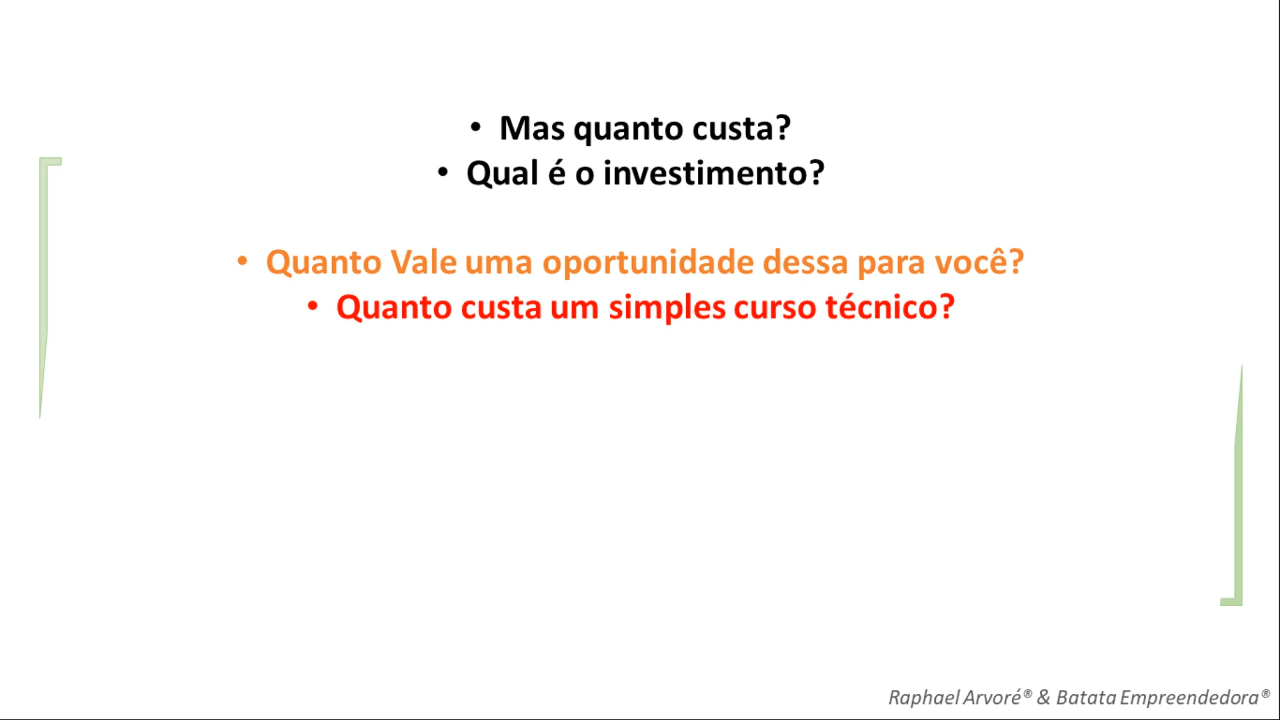 • Mas quanto custa?
• Qual é o investimento?
• Quanto Vale uma oportunidade dessa para você?
• Quanto custa um simples curso técnico?
Raphael Arvoré® & Batata Empreendedora®